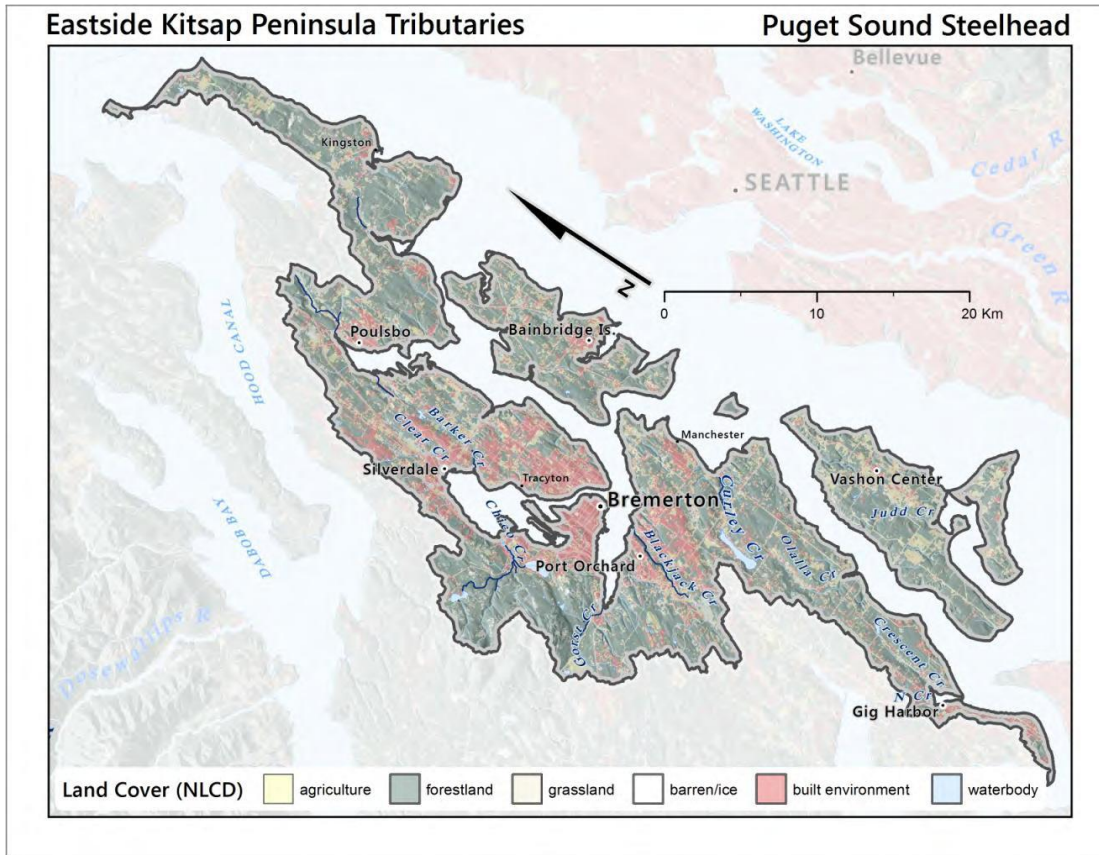 Eastside Kitsap Peninsula Tributaries
Puget Sound Steelhead
Bellevue
LAKE
WASHINGTON
Cedar R
Kingston
SEATTLE
Green R
N
0 10 20 Km
HOOD CANAL
Poulsbo
Bainbridge Is.
Barker Cr
Clear Cr
Manchester
Silverdale
Tracyton
Vashon Center
Bremerton
Curley Cr
Judd Cr
Chico Cr
Blackjack Cr
Port Orchard
Olalla Cr
DABOB BAY
Gorst Cr
Crescent Cr
Dosewallips R
N Cr
Gig Harbor
Land Cover (NLCD)
agriculture
forestland
grassland
barren/ice
built environment
waterbody